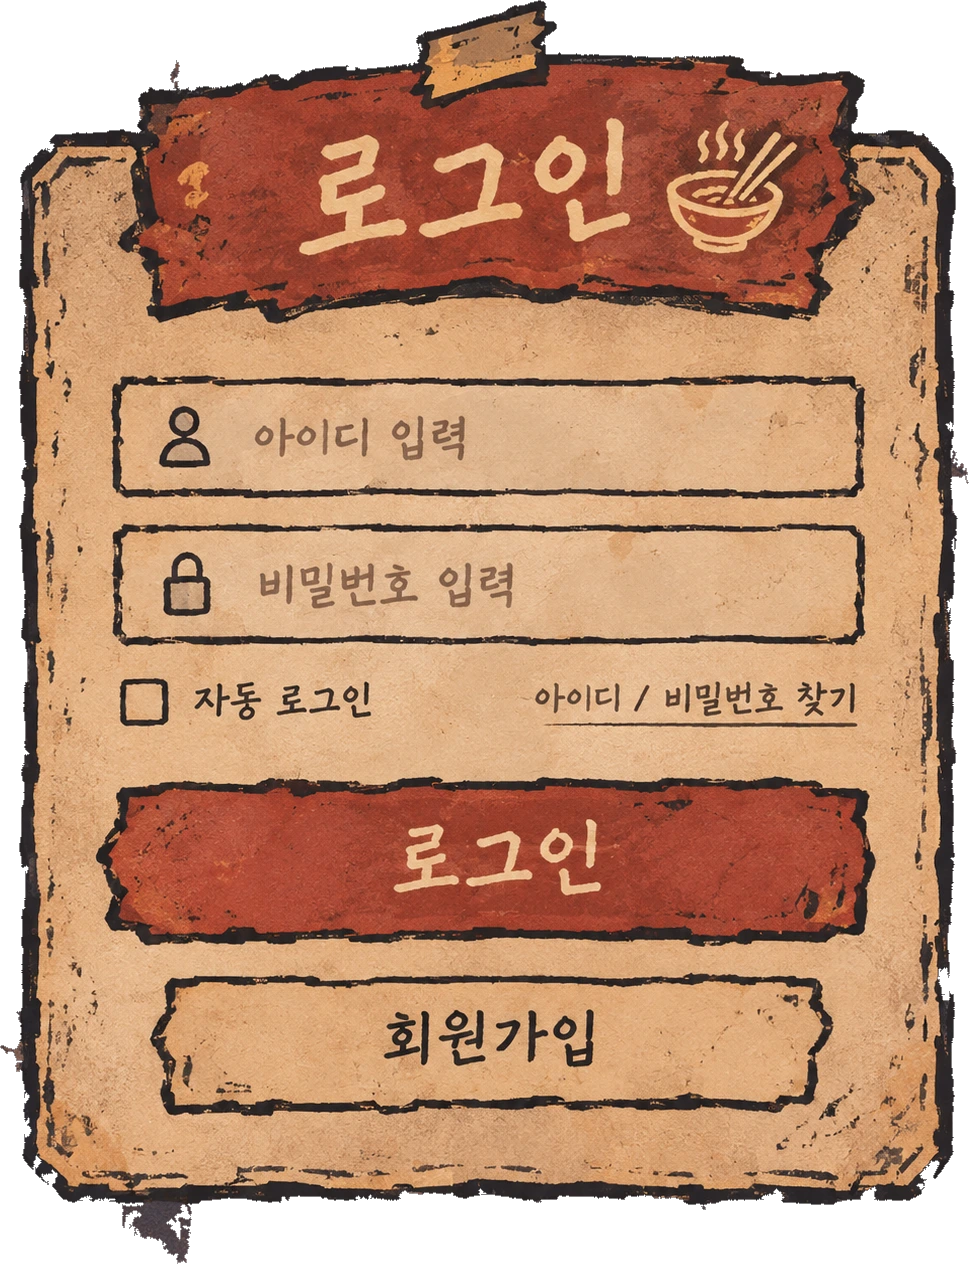 로그인
아이디 입력
비밀번호 입력
자동 로그인
아이디 / 비밀번호 찾기
로그인
회원가입